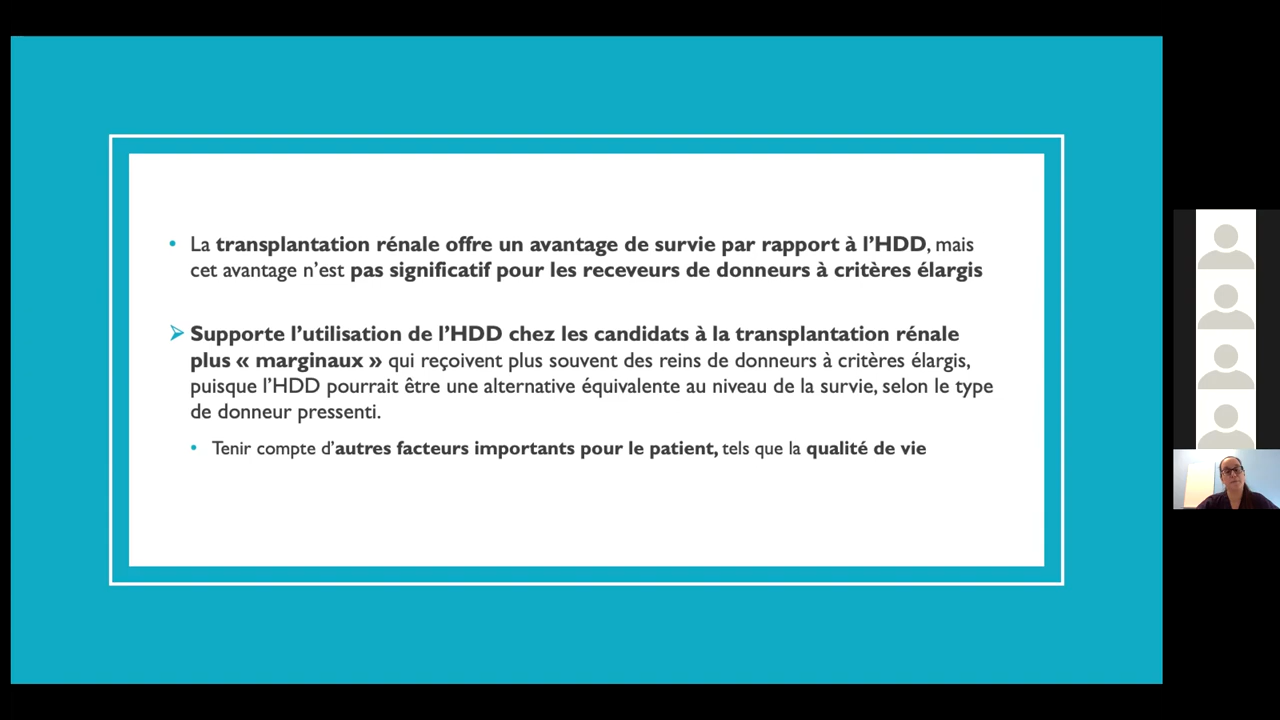 • La transplantation rénale offre un avantage de survie par rapport à l’HDD, mais
cet avantage n’est pas significatif pour les receveurs de donneurs à critères élargis
➢ Supporte l’utilisation de l’HDD chez les candidats à la transplantation rénale
plus « marginaux » qui reçoivent plus souvent des reins de donneurs à critères élargis,
puisque l’HDD pourrait être une alternative équivalente au niveau de la survie, selon le type
de donneur pressenti.
• Tenir compte d’autres facteurs importants pour le patient, tels que la qualité de vie